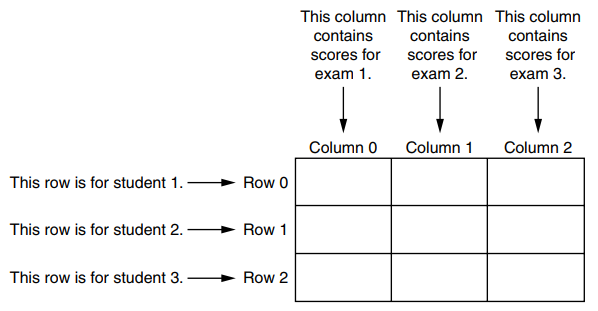 This column This column This column
contains contains contains
scores for scores for scores for
exam 1. exam 2. exam 3.
Column 0 Column 1 Column 2
This row is for student 1. Row 0
This row is for student 2. Row 1
This row is for student 3. Row 2